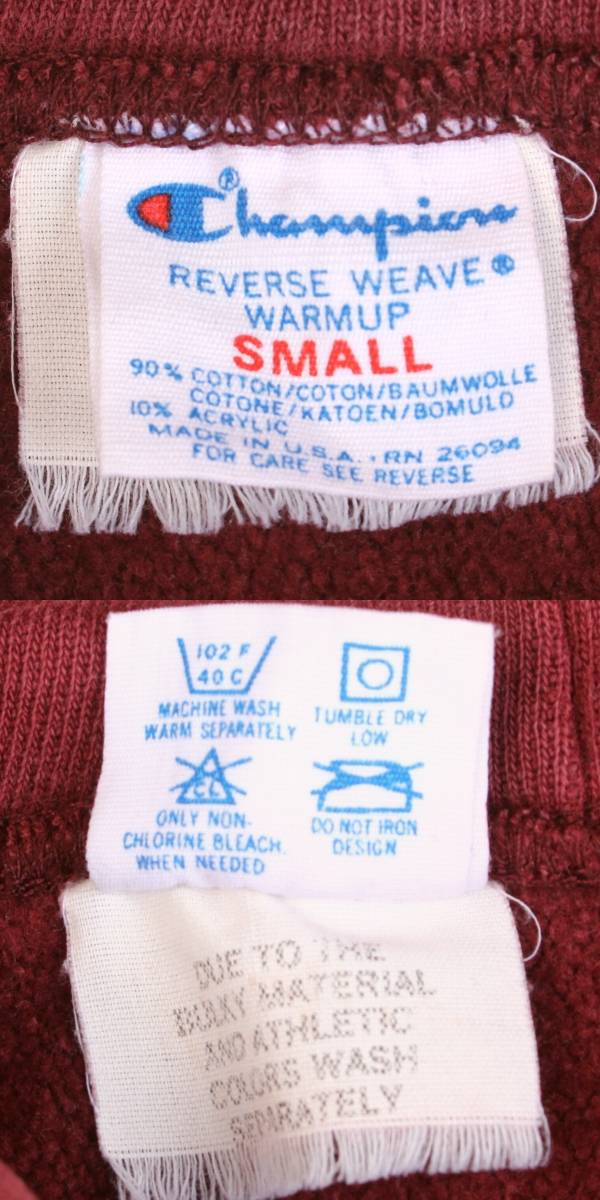 Champion®
REVERSE WEAVE®
WARMUP
SMALL
90% COTTON/COTON/BAUMWOLLE
COTONE/KATOEN/BOMULD
10% ACRYLIC
MADE IN U.S.A. · RN 26094
FOR CARE SEE REVERSE
102 F
40 C
MACHINE WASH
WARM SEPARATELY
TUMBLE DRY
LOW
CL
ONLY NON-
CHLORINE BLEACH.
WHEN NEEDED
DO NOT IRON
DESIGN
DUE TO THE
BULKY MATERIAL
AND ATHLETIC
COLORS WASH
SEPARATELY